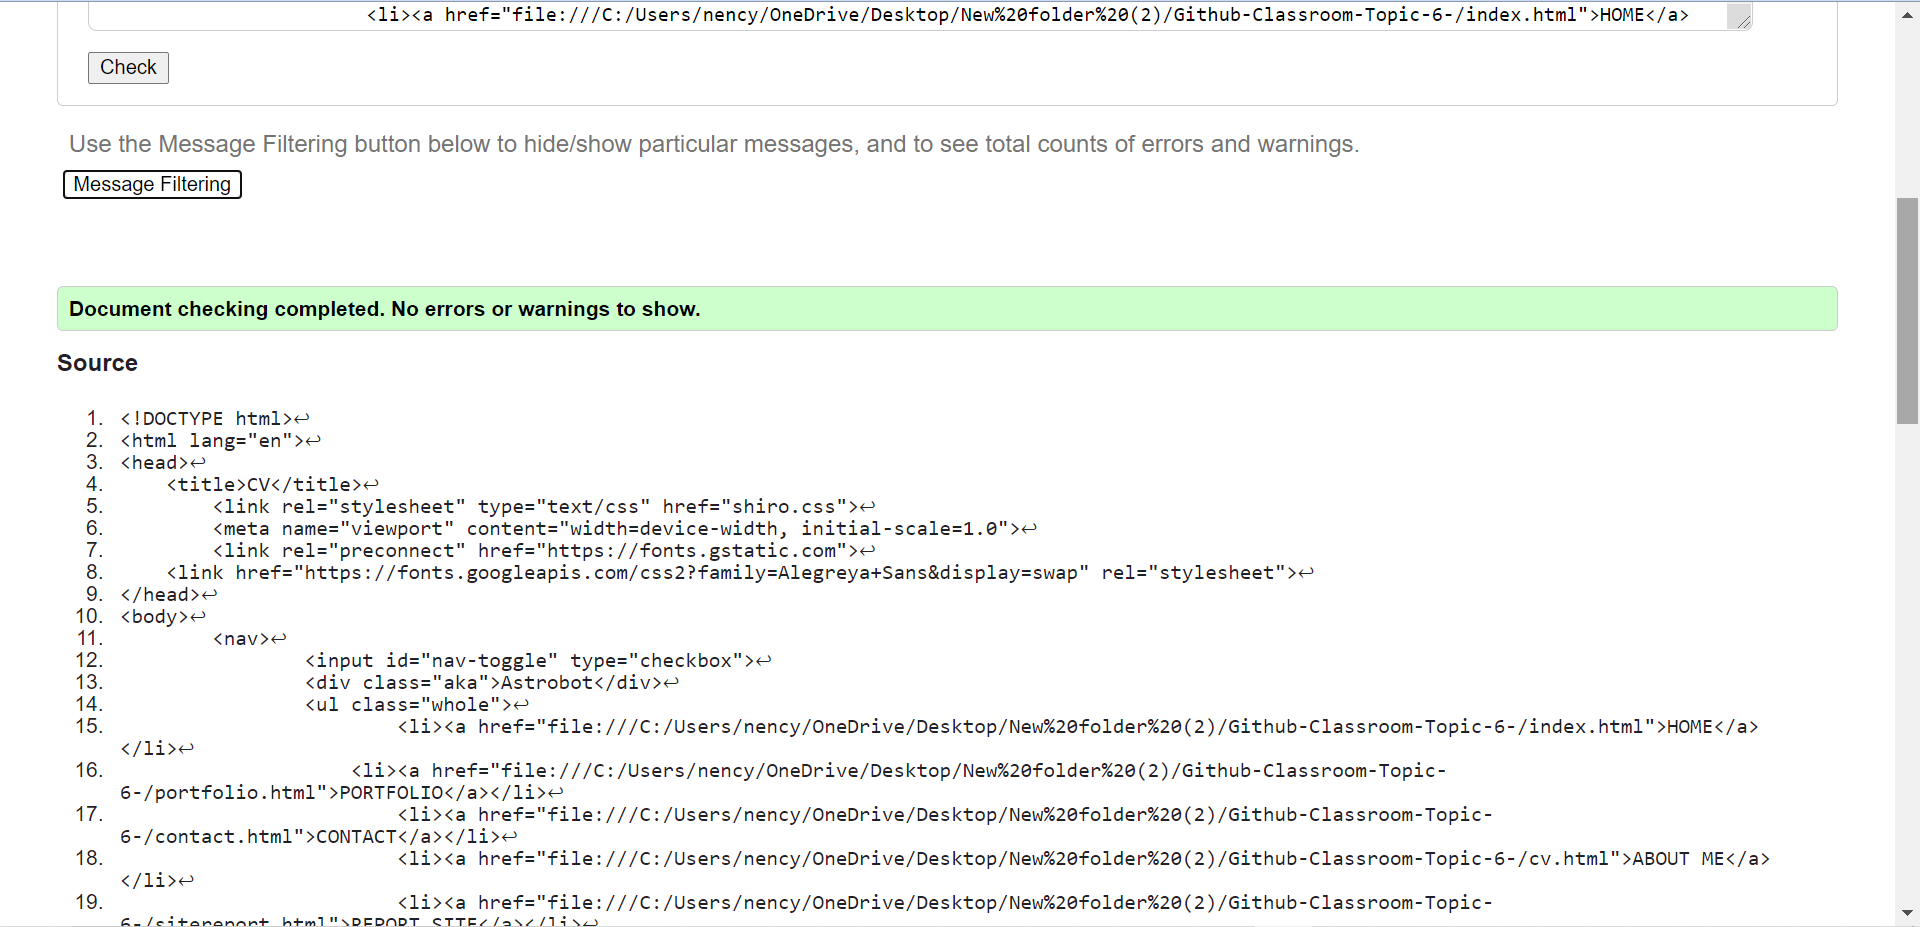 <li><a href="file:///C:/Users/nency/OneDrive/Desktop/New%20folder%20(2)/Github-Classroom-Topic-6-/index.html">HOME</a>
Check
Use the Message Filtering button below to hide/show particular messages, and to see total counts of errors and warnings.
Message Filtering
Document checking completed. No errors or warnings to show.
Source
1. <!DOCTYPE html>↩
2. <html lang="en">↩
3. <head>↩
4. <title>CV</title>↩
5. <link rel="stylesheet" type="text/css" href="shiro.css">↩
6. <meta name="viewport" content="width=device-width, initial-scale=1.0">↩
7. <link rel="preconnect" href="https://fonts.gstatic.com">↩
8. <link href="https://fonts.googleapis.com/css2?family=Alegreya+Sans&display=swap" rel="stylesheet">↩
9. </head>↩
10. <body>↩
11. <nav>↩
12. <input id="nav-toggle" type="checkbox">↩
13. <div class="aka">Astrobot</div>↩
14. <ul class="whole">↩
15. <li><a href="file:///C:/Users/nency/OneDrive/Desktop/New%20folder%20(2)/Github-Classroom-Topic-6-/index.html">HOME</a>
</li>↩
16. <li><a href="file:///C:/Users/nency/OneDrive/Desktop/New%20folder%20(2)/Github-Classroom-Topic-
6-/portfolio.html">PORTFOLIO</a></li>↩
17. <li><a href="file:///C:/Users/nency/OneDrive/Desktop/New%20folder%20(2)/Github-Classroom-Topic-
6-/contact.html">CONTACT</a></li>↩
18. <li><a href="file:///C:/Users/nency/OneDrive/Desktop/New%20folder%20(2)/Github-Classroom-Topic-6-/cv.html">ABOUT ME</a>
</li>↩
19. <li><a href="file:///C:/Users/nency/OneDrive/Desktop/New%20folder%20(2)/Github-Classroom-Topic-
6-/sitereport.html">REPORT SITE</a></li>↩